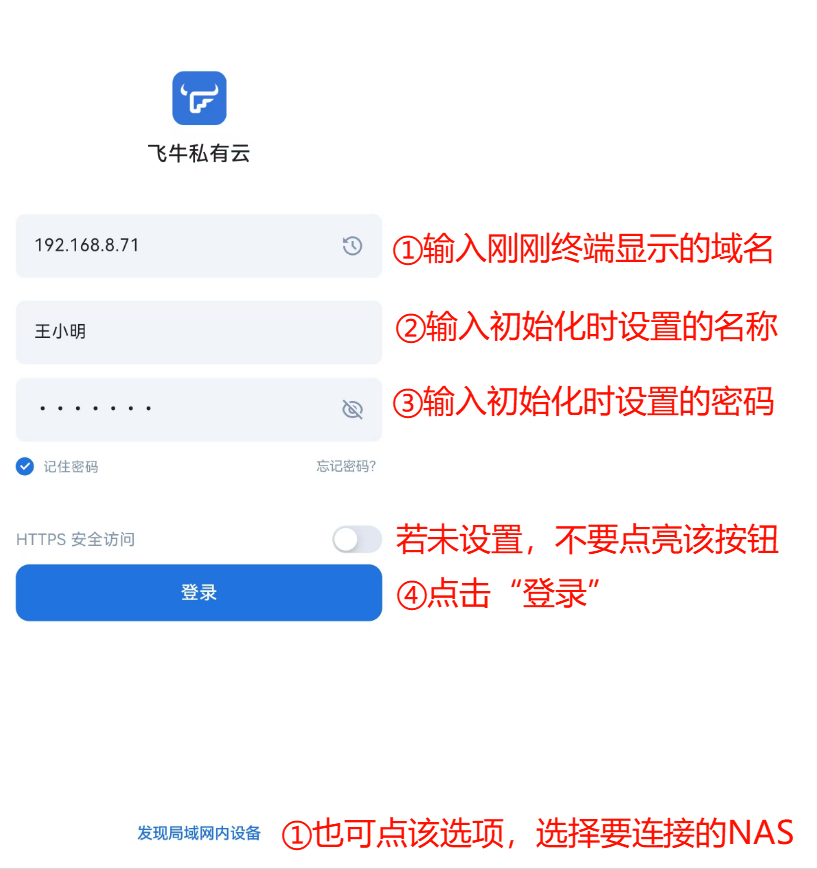 飞牛私有云
192.168.8.71
①输入刚刚终端显示的域名
王小明
②输入初始化时设置的名称
·······
③输入初始化时设置的密码
记住密码 忘记密码?
HTTPS 安全访问
若未设置，不要点亮该按钮
登录
④点击“登录”
发现局域网内设备
①也可点该选项，选择要连接的NAS